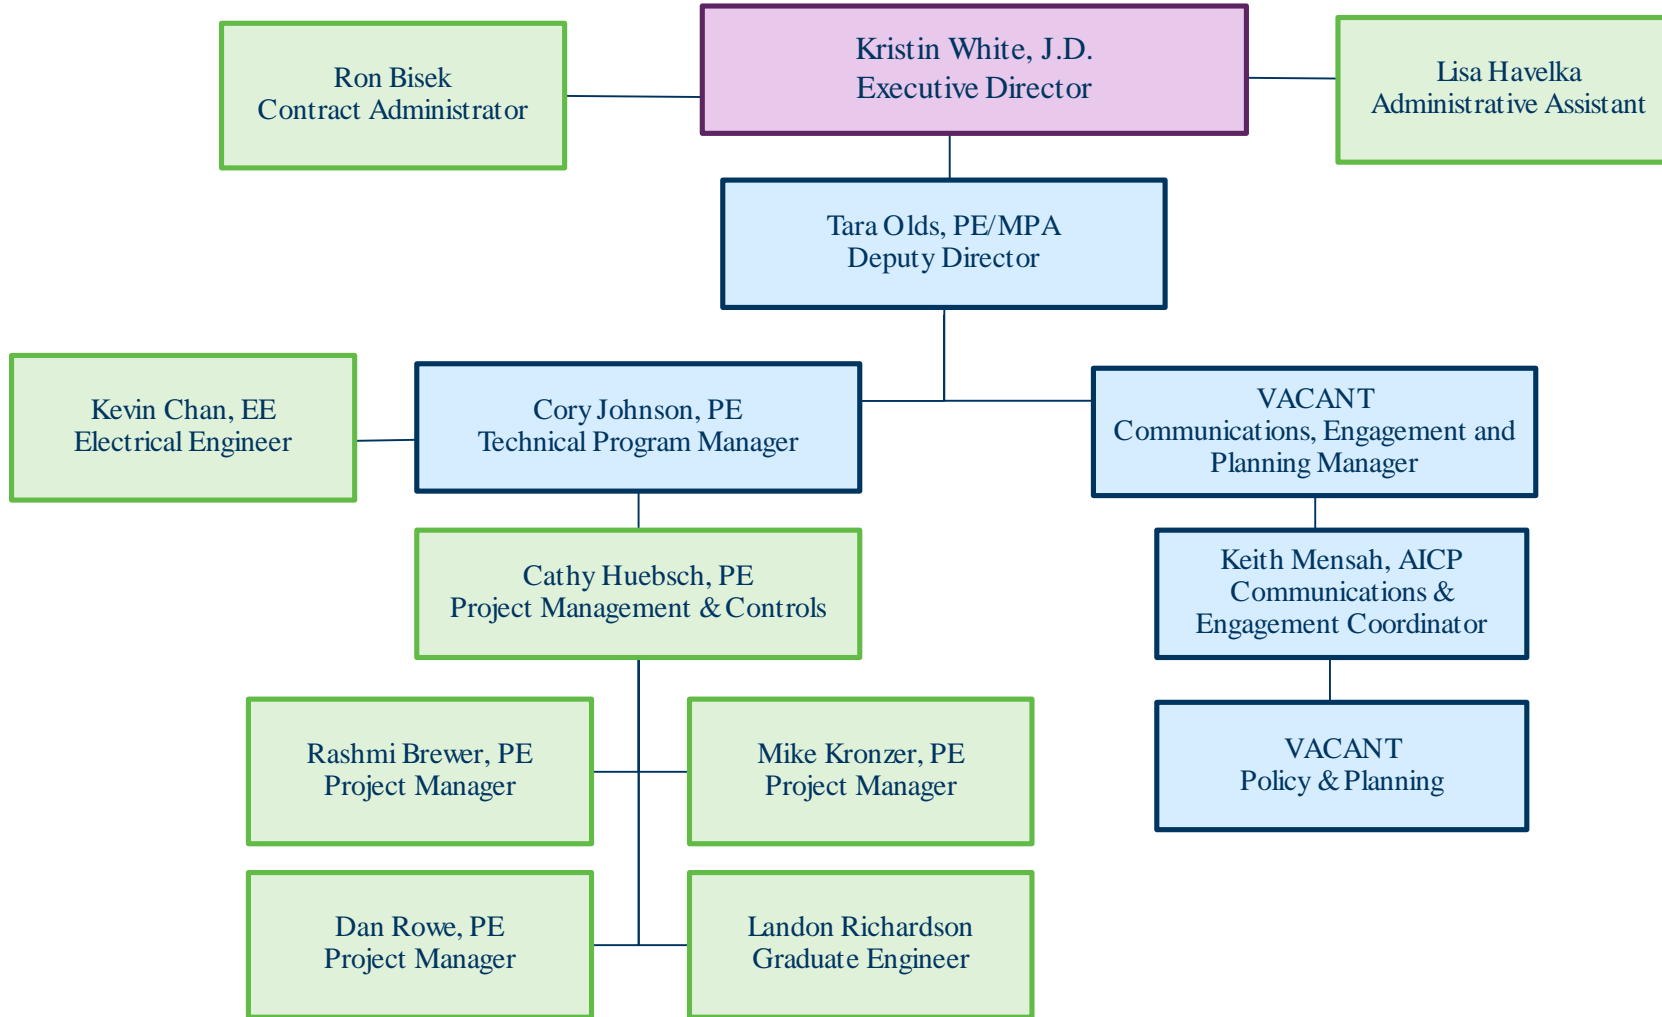 Kristin White, J.D.
Executive Director
Ron Bisek
Contract Administrator
Lisa Havelka
Administrative Assistant
Tara Olds, PE/MPA
Deputy Director
Kevin Chan, EE
Electrical Engineer
Cory Johnson, PE
Technical Program Manager
VACANT
Communications, Engagement and
Planning Manager
Cathy Huebsch, PE
Project Management & Controls
Keith Mensah, AICP
Communications &
Engagement Coordinator
Rashmi Brewer, PE
Project Manager
Mike Kronzer, PE
Project Manager
VACANT
Policy & Planning
Dan Rowe, PE
Project Manager
Landon Richardson
Graduate Engineer